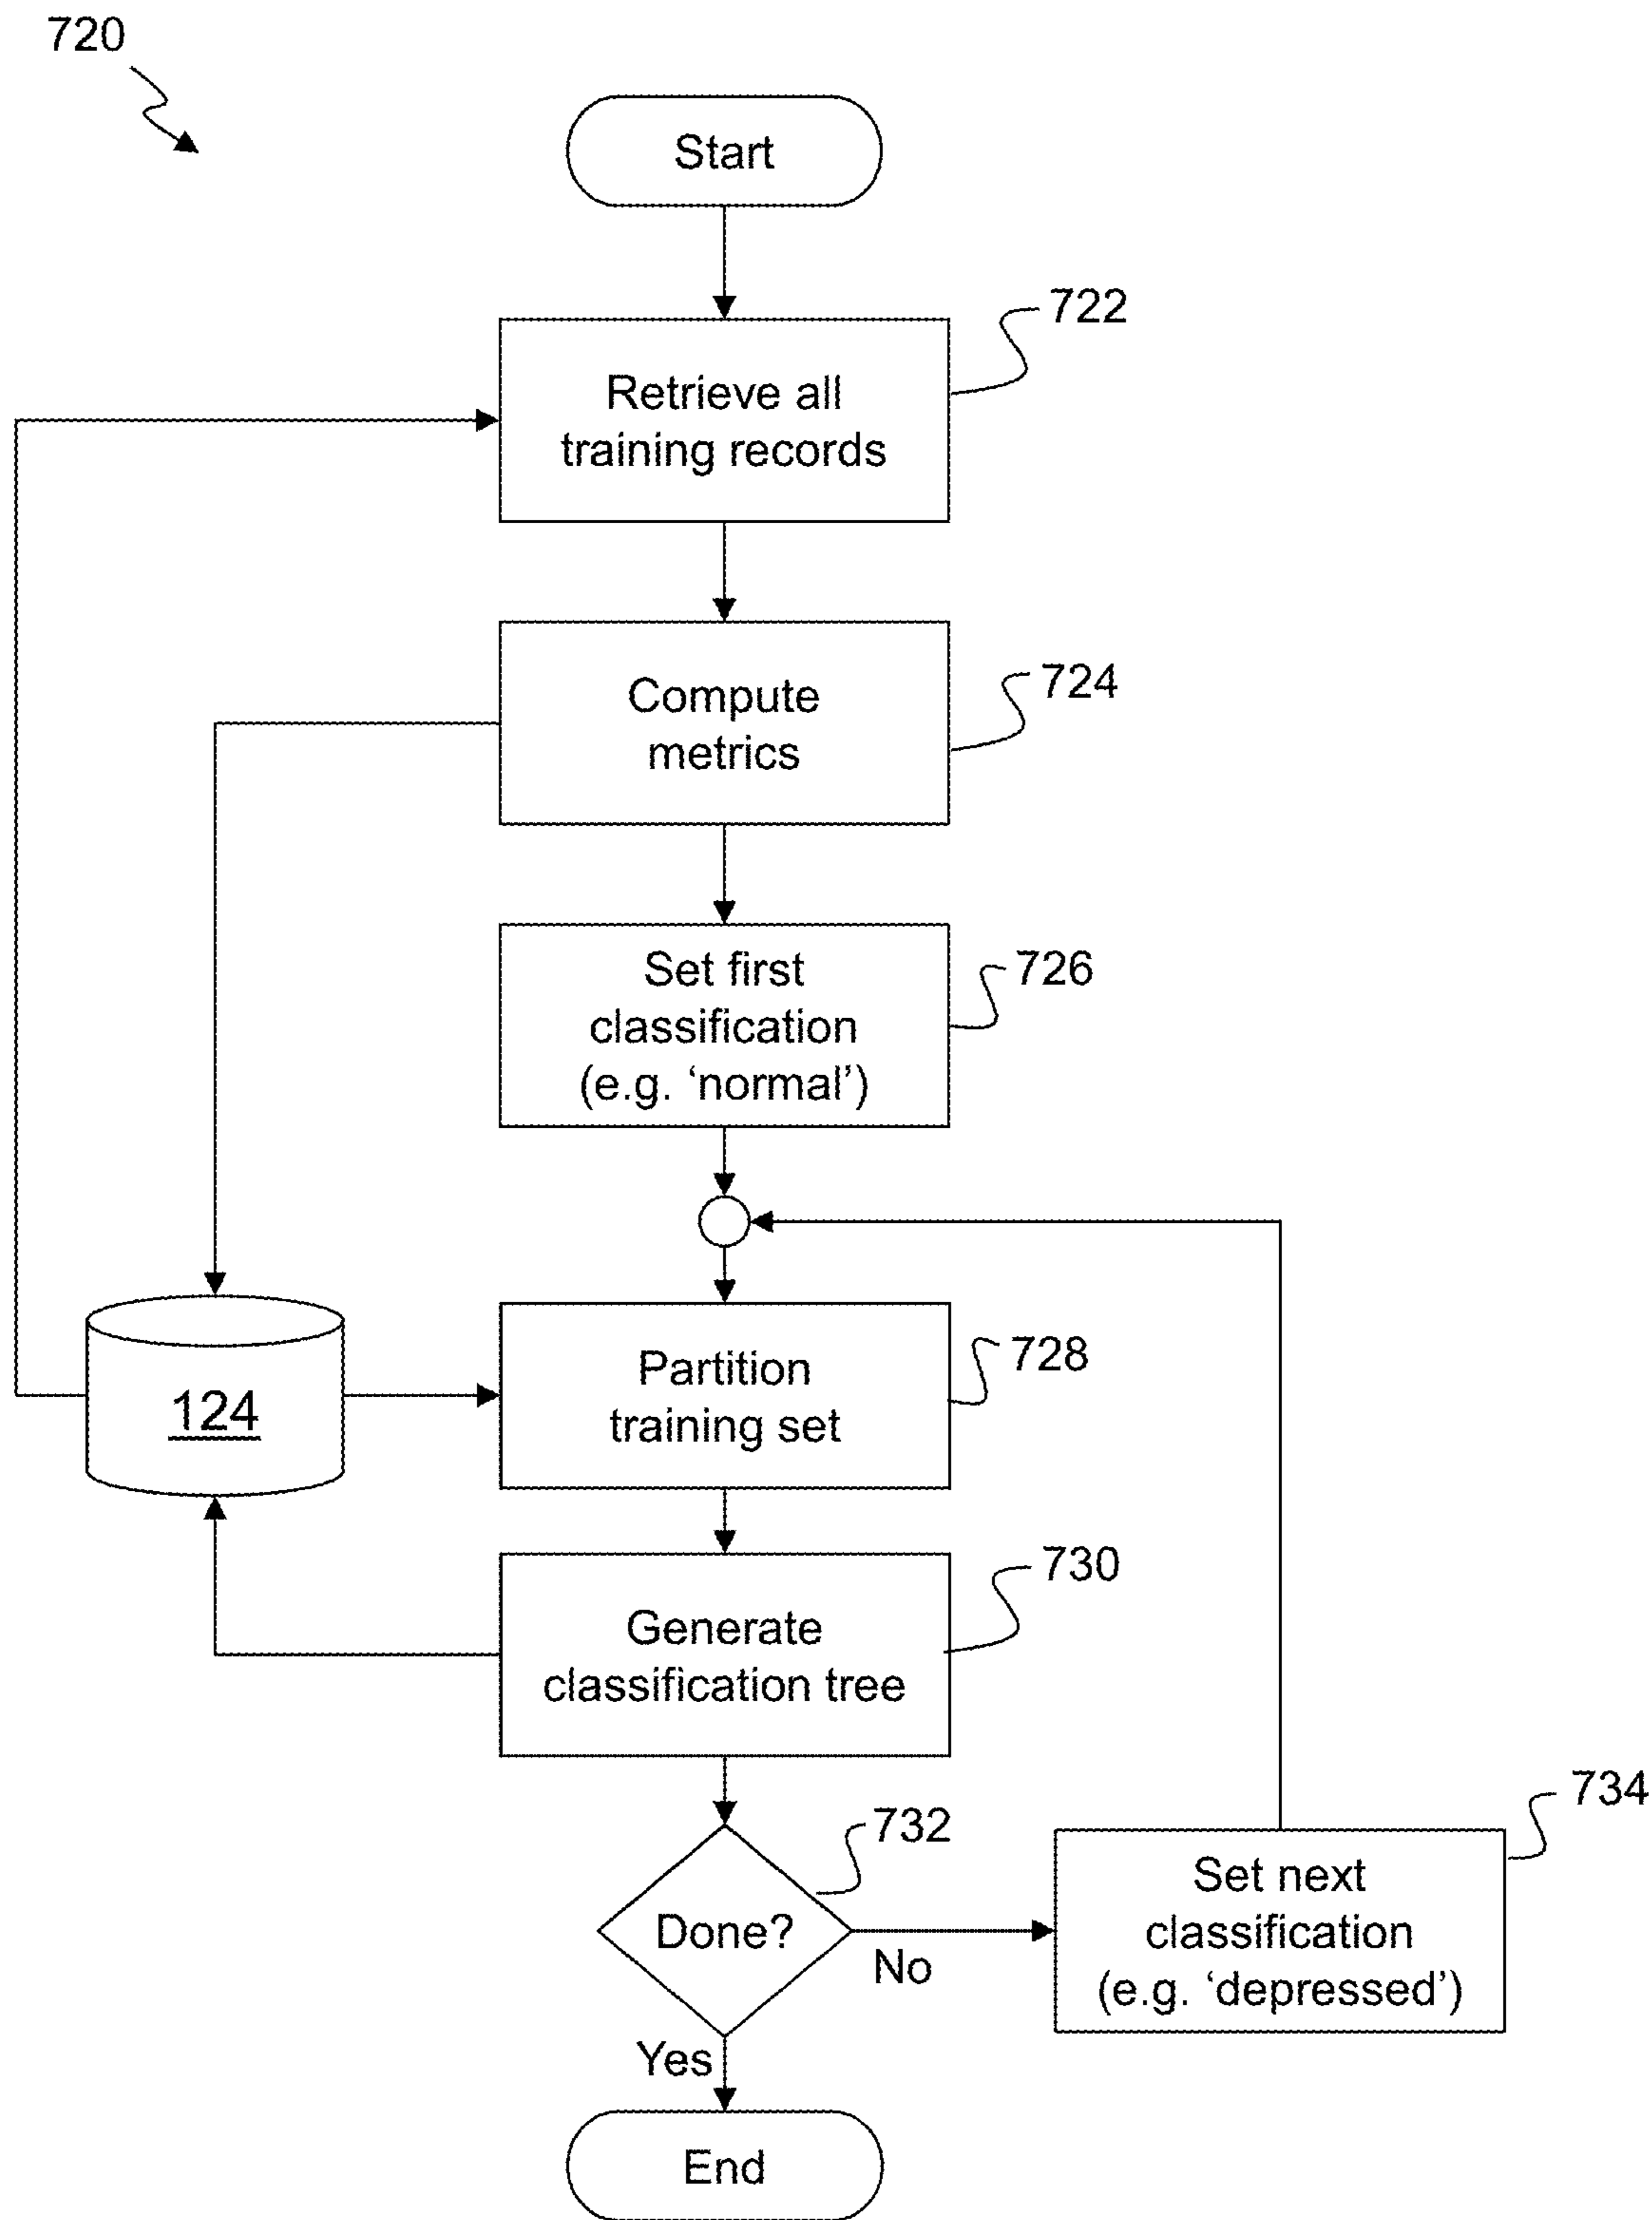 720
Start
722
Retrieve all
training records
724
Compute
metrics
726
Set first
classification
(e.g. ‘normal’)
728
Partition
training set
124
730
Generate
classification tree
732
Done?
No
734
Set next
classification
(e.g. ‘depressed’)
Yes
End